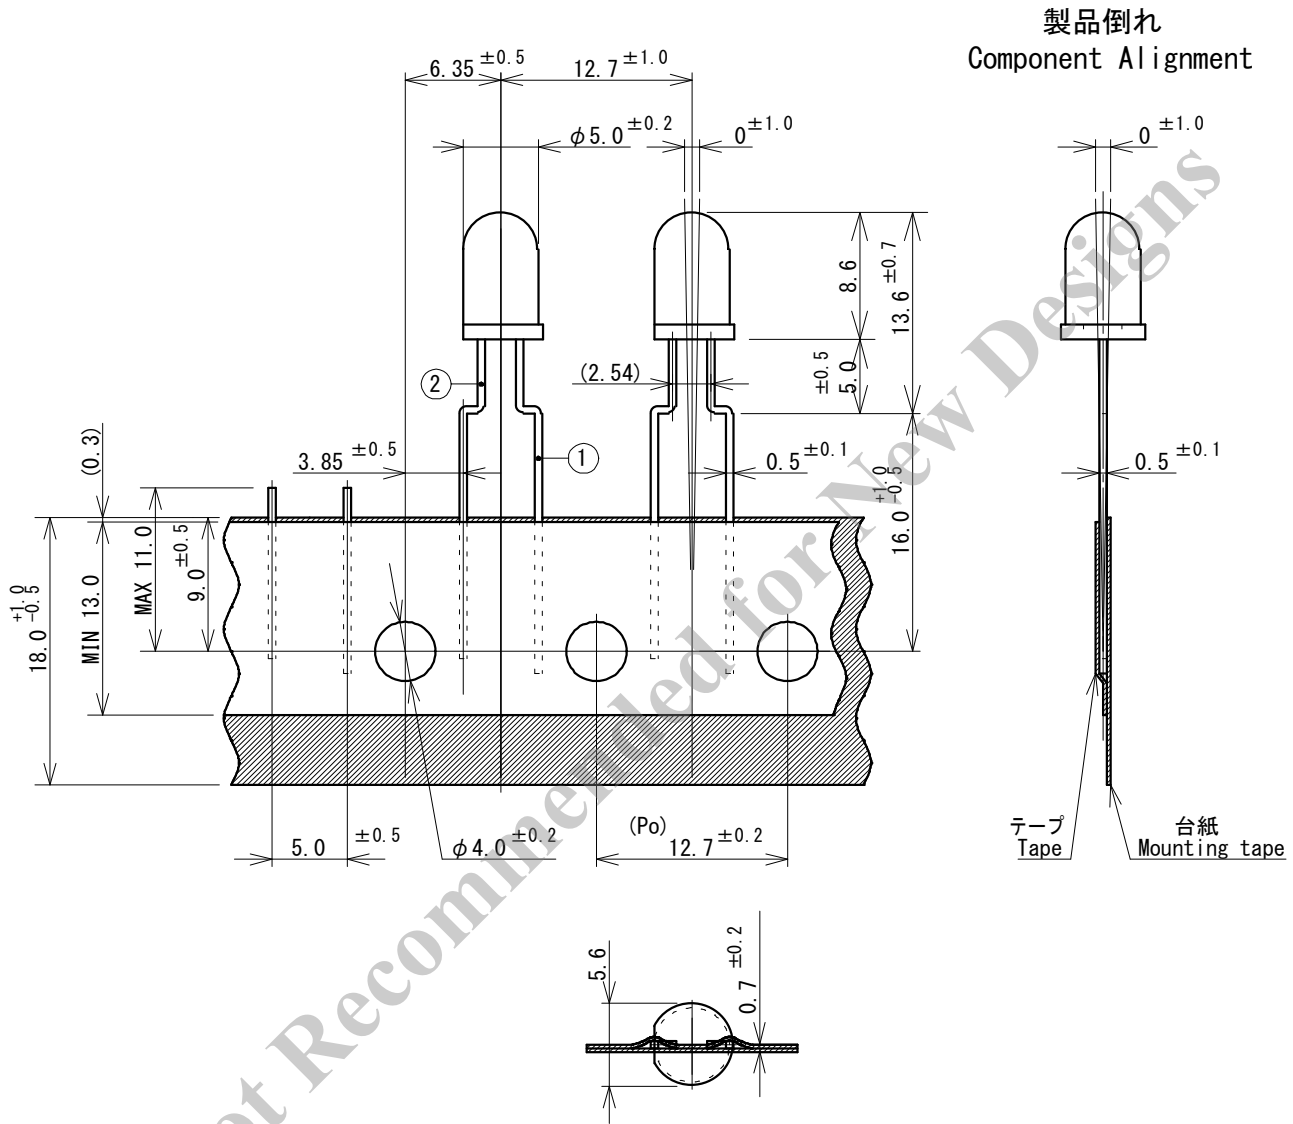 製品倒れ
Component Alignment
6.35 ±0.5
12.7 ±1.0
φ5.0 ±0.2
0 ±1.0
0 ±1.0
8.6
13.6 ±0.7
5.0 ±0.5
(2.54)
②
①
3.85 ±0.5
0.5 ±0.1
0.5 ±0.1
16.0 +1.0 -0.5
(0.3)
MAX 11.0
9.0 ±0.5
MIN 13.0
18.0 +1.0 -0.5
5.0 ±0.5
φ4.0 ±0.2
(Po)
12.7 ±0.2
テープ
Tape
台紙
Mounting tape
5.6
0.7 ±0.2
ot Recommended for New Designs